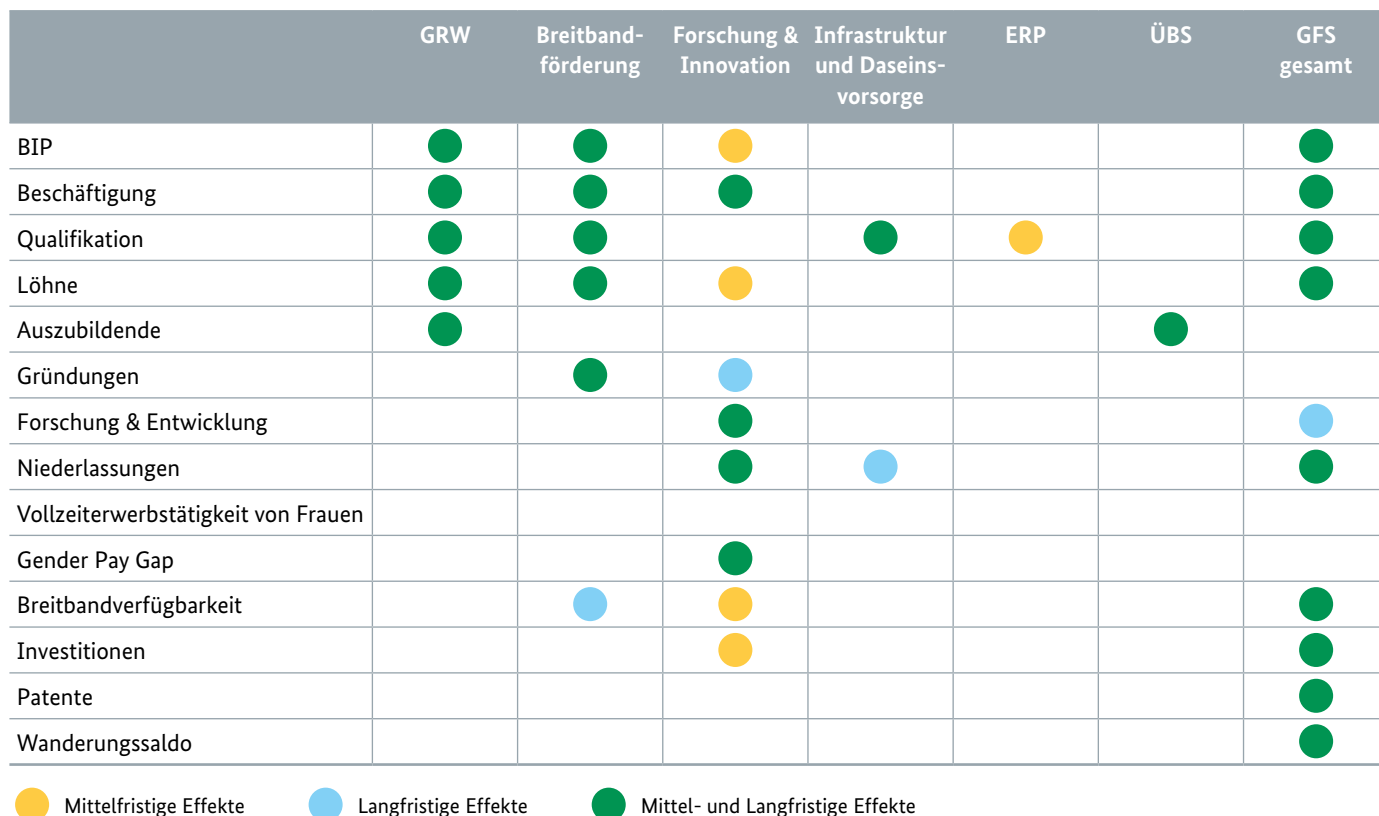 GRW
Breitband-
förderung
Forschung &
Innovation
Infrastruktur
und Daseins-
vorsorge
ERP
ÜBS
GFS
gesamt
BIP
Beschäftigung
Qualifikation
Löhne
Auszubildende
Gründungen
Forschung & Entwicklung
Niederlassungen
Vollzeiterwerbstätigkeit von Frauen
Gender Pay Gap
Breitbandverfügbarkeit
Investitionen
Patente
Wanderungssaldo
Mittelfristige Effekte
Langfristige Effekte
Mittel- und Langfristige Effekte